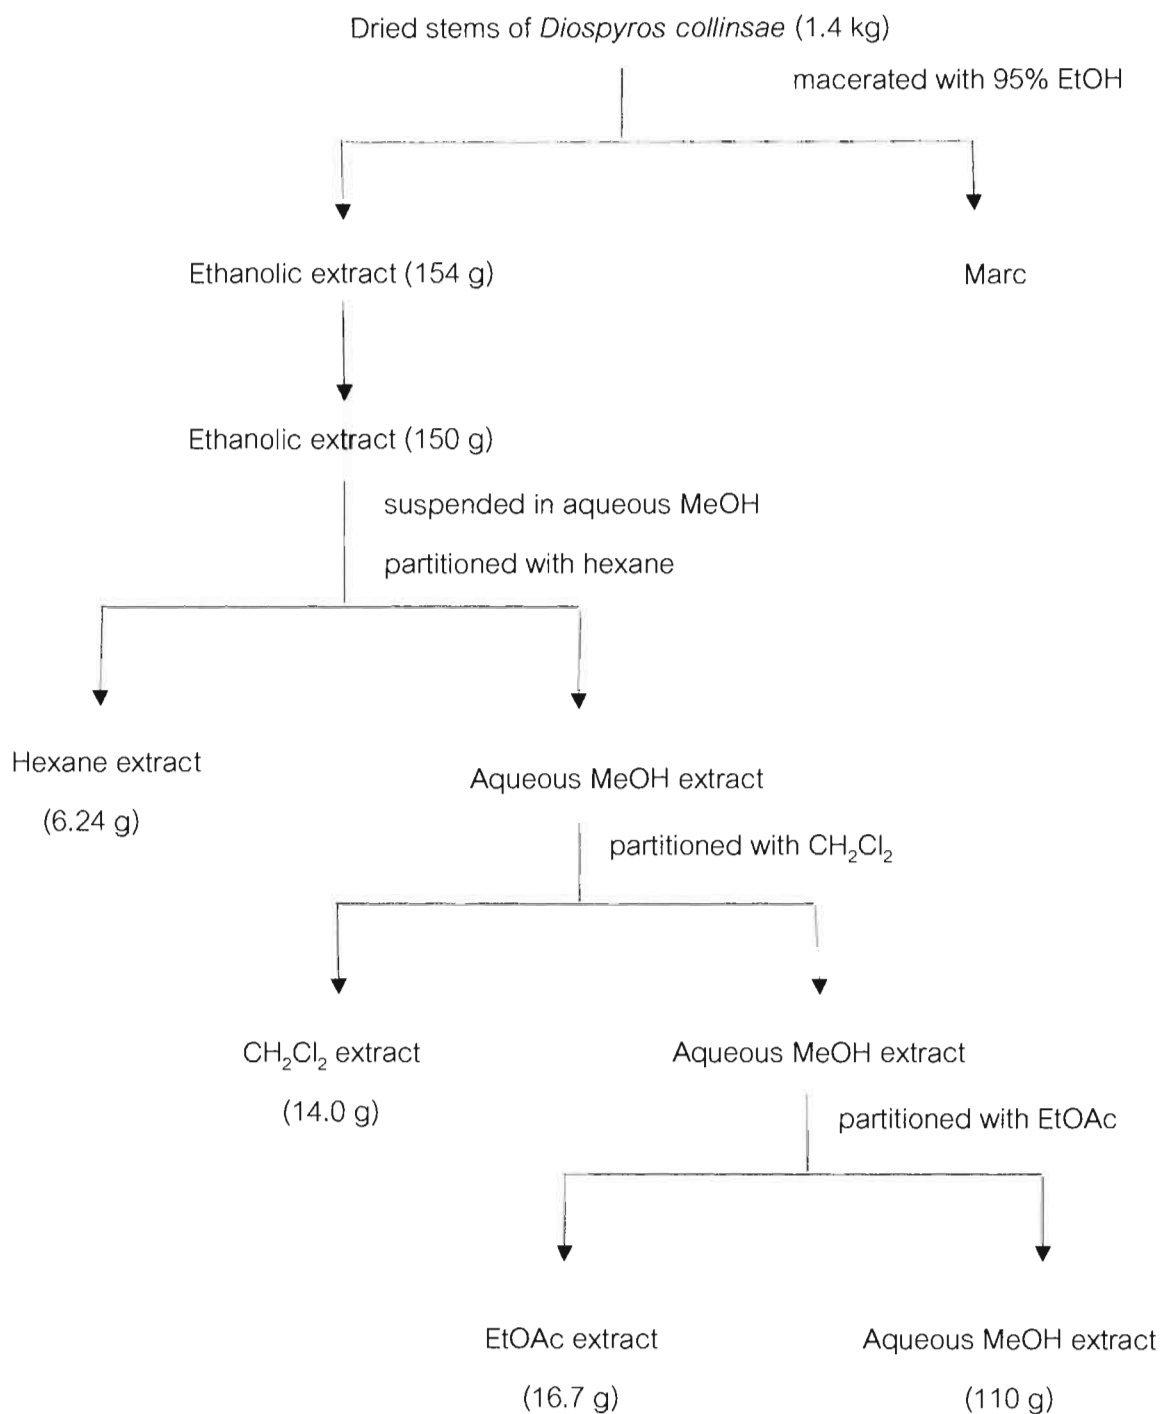 Dried stems of Diospyros collinsae (1.4 kg)
macerated with 95% EtOH
Ethanolic extract (154 g)
Marc
Ethanolic extract (150 g)
suspended in aqueous MeOH
partitioned with hexane
Hexane extract
(6.24 g)
Aqueous MeOH extract
partitioned with CH₂Cl₂
CH₂Cl₂ extract
(14.0 g)
Aqueous MeOH extract
partitioned with EtOAc
EtOAc extract
(16.7 g)
Aqueous MeOH extract
(110 g)